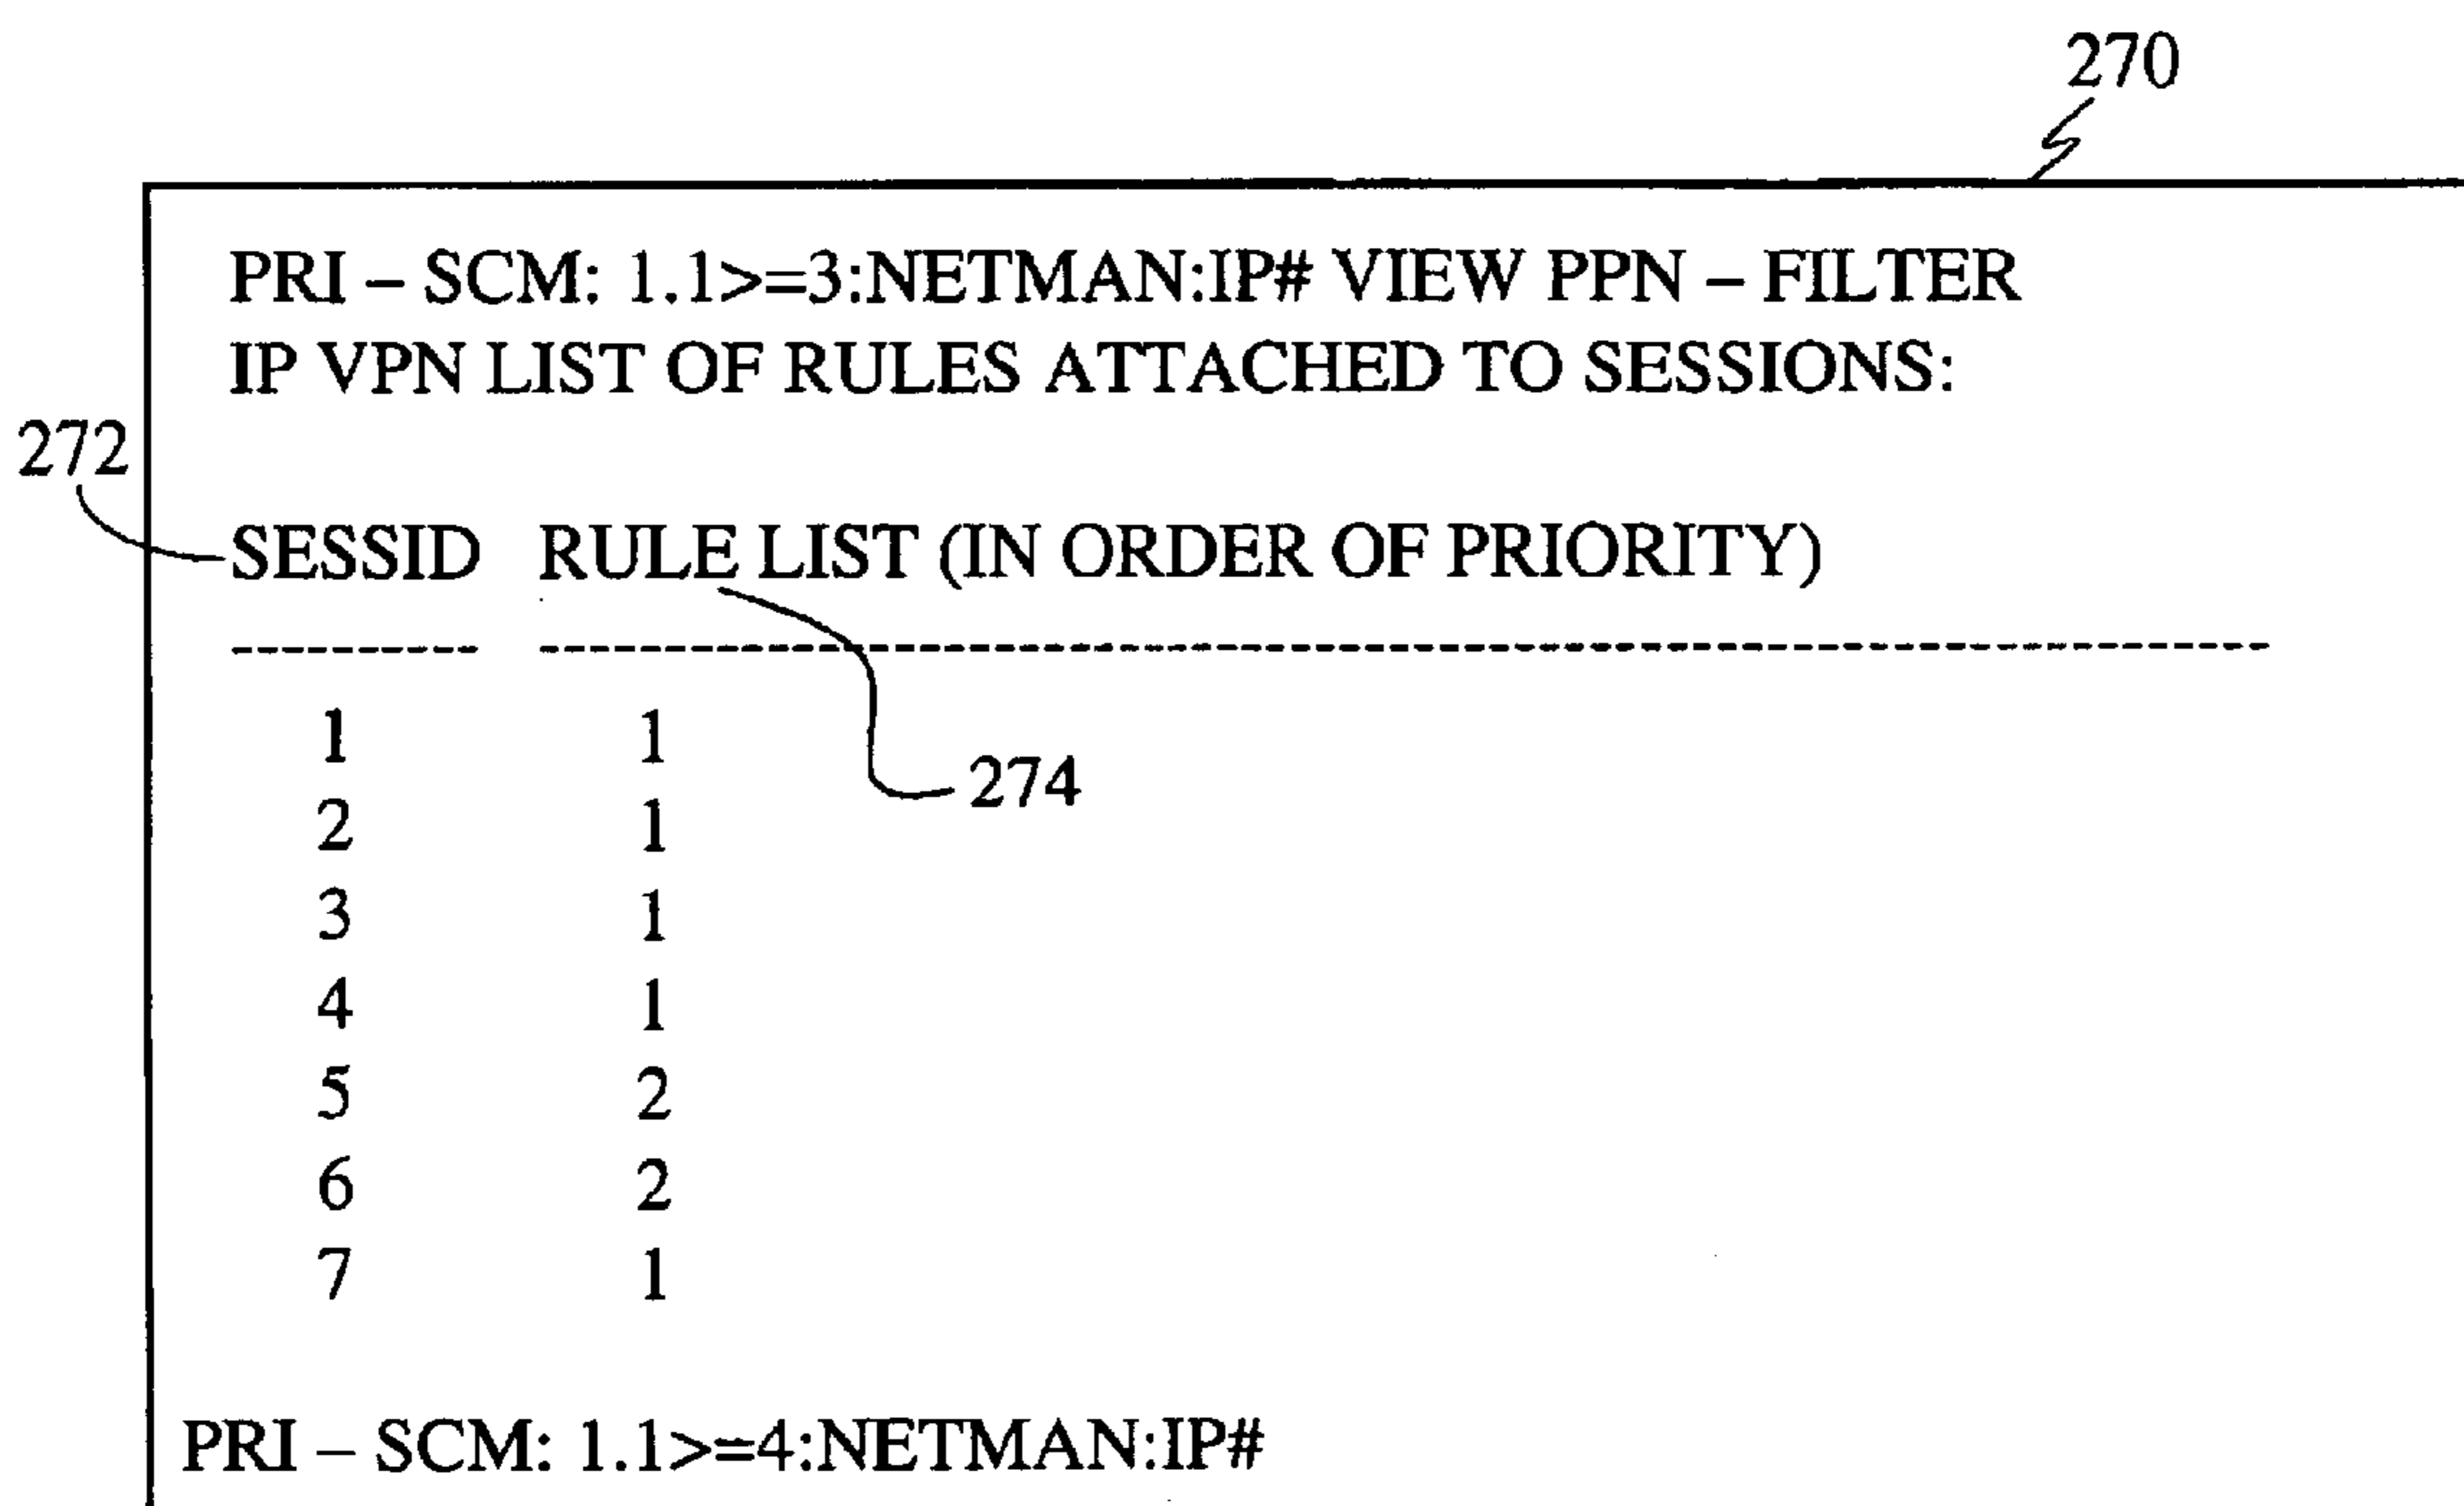 270
PRI – SCM: 1.1>=3:NETMAN:IP# VIEW PPN – FILTER
IP VPN LIST OF RULES ATTACHED TO SESSIONS:
272
SESSID RULE LIST (IN ORDER OF PRIORITY)
---------- ----------------------------------------------------------------------
1 1
274
2 1
3 1
4 1
5 2
6 2
7 1
PRI – SCM: 1.1>=4:NETMAN:IP#